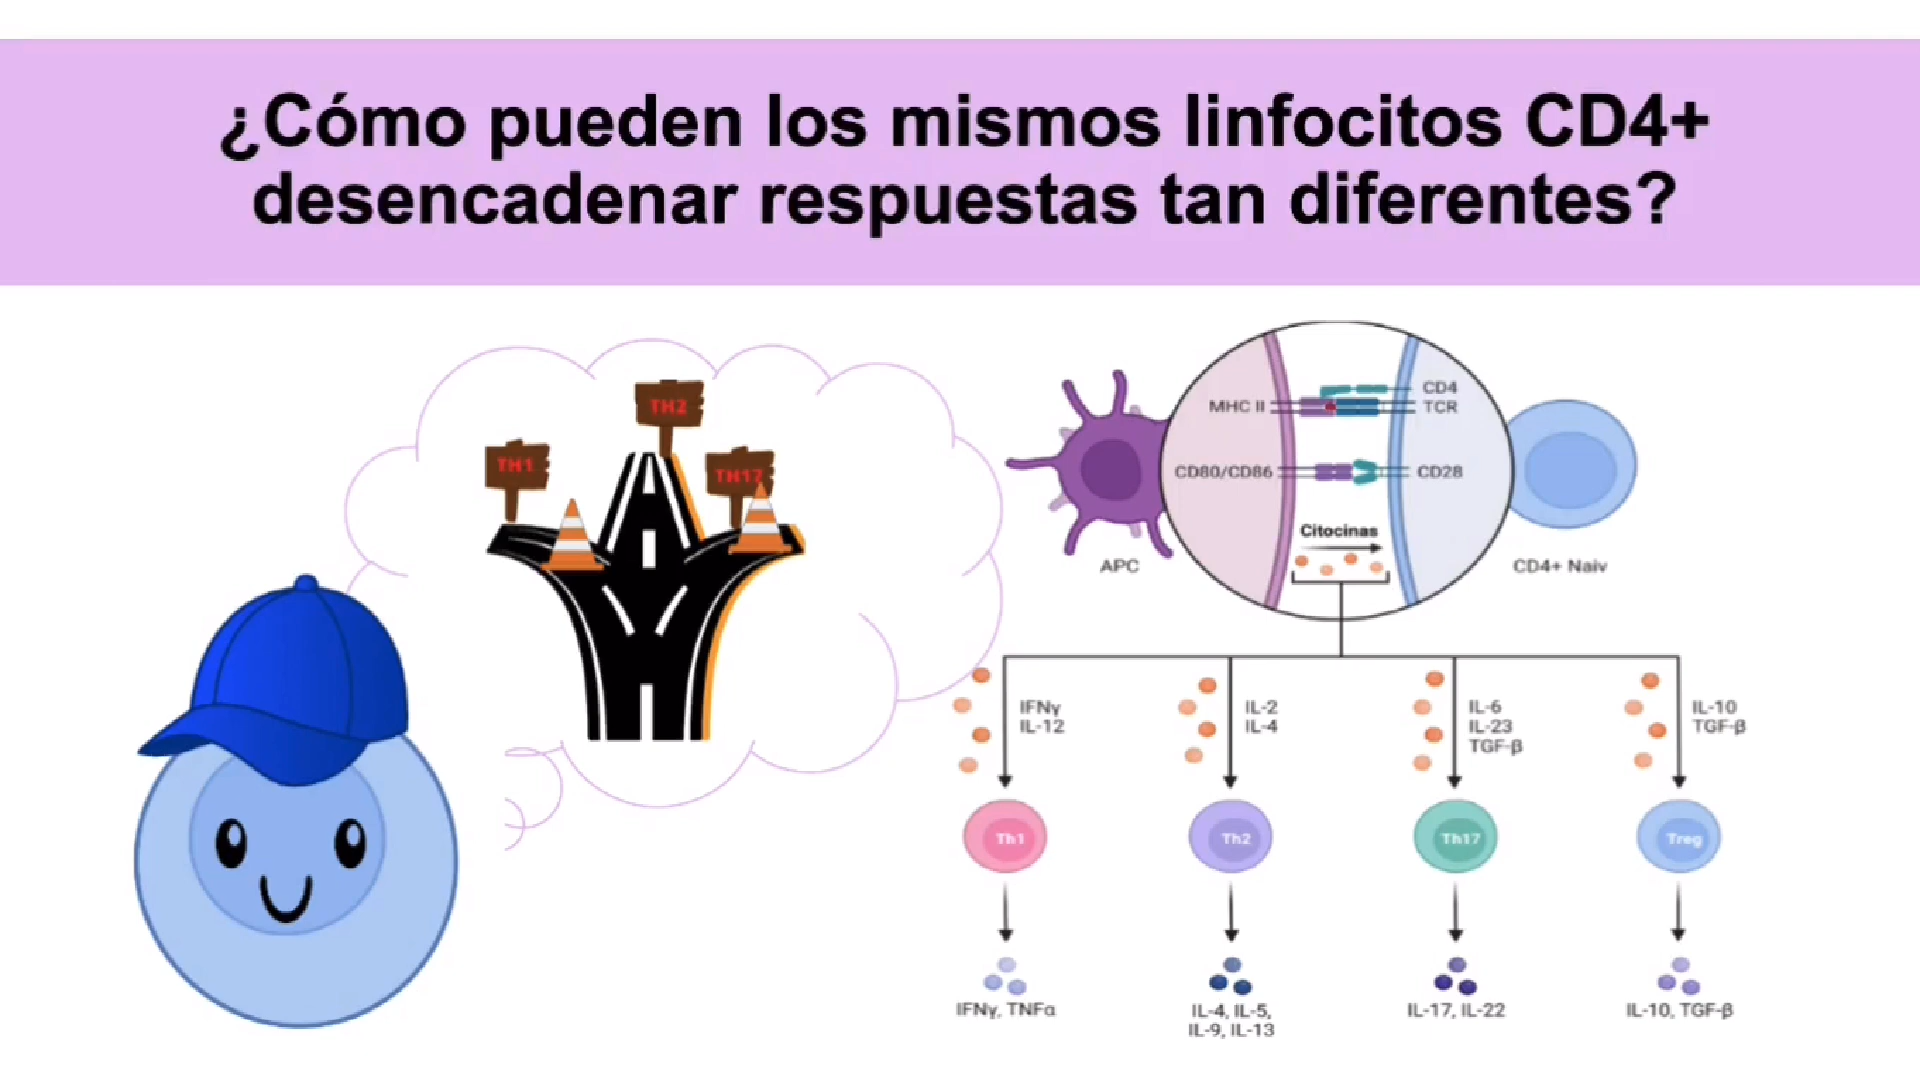 ¿Cómo pueden los mismos linfocitos CD4+
desencadenar respuestas tan diferentes?
TH2
TH1
TH17
CD4
MHC II
TCR
CD80/CD86
CD28
Citocinas
APC
CD4+ Naiv
IFNγ
IL-12
IL-2
IL-4
IL-6
IL-23
TGF-β
IL-10
TGF-β
Th1
Th2
Th17
Treg
IFNγ, TNFα
IL-4, IL-5,
IL-9, IL-13
IL-17, IL-22
IL-10, TGF-β